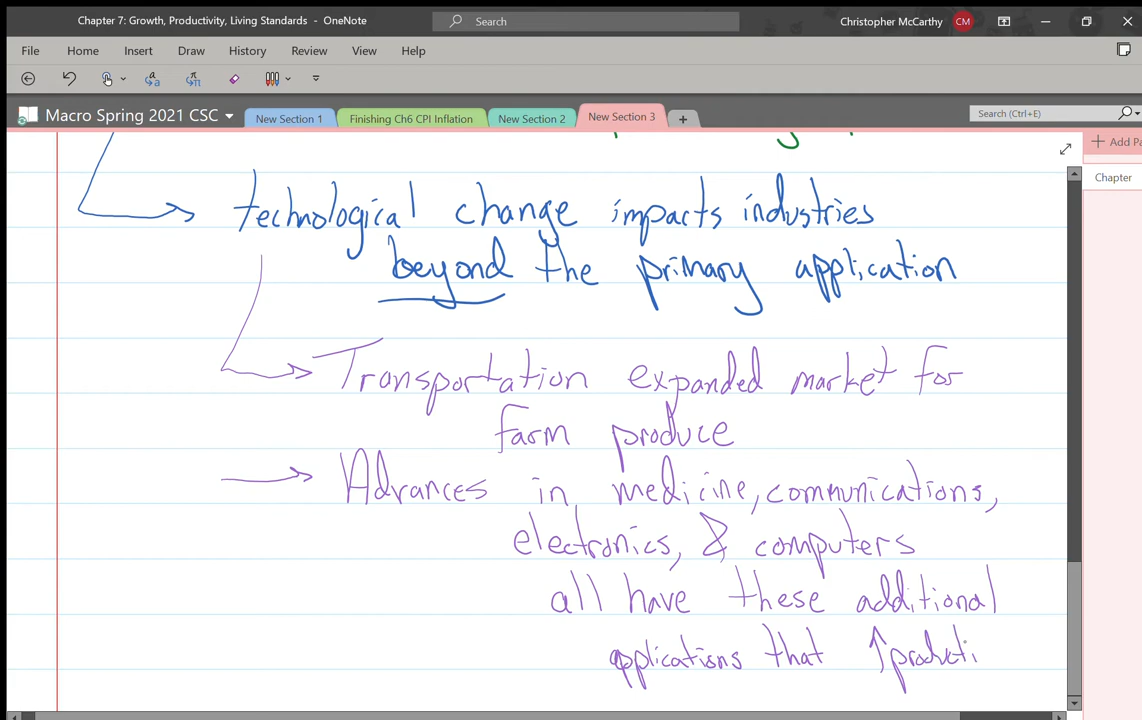 Chapter 7: Growth, Productivity, Living Standards - OneNote
Search
Christopher McCarthy CM
File Home Insert Draw History Review View Help
Macro Spring 2021 CSC
New Section 1 Finishing Ch6 CPI Inflation New Section 2 New Section 3
Search (Ctrl+E)
Add Pa
Chapter
technological change impacts industries
beyond the primary application
Transportation expanded market for
farm produce
Advances in medicine, communications,
electronics, & computers
all have these additional
applications that ↑producti